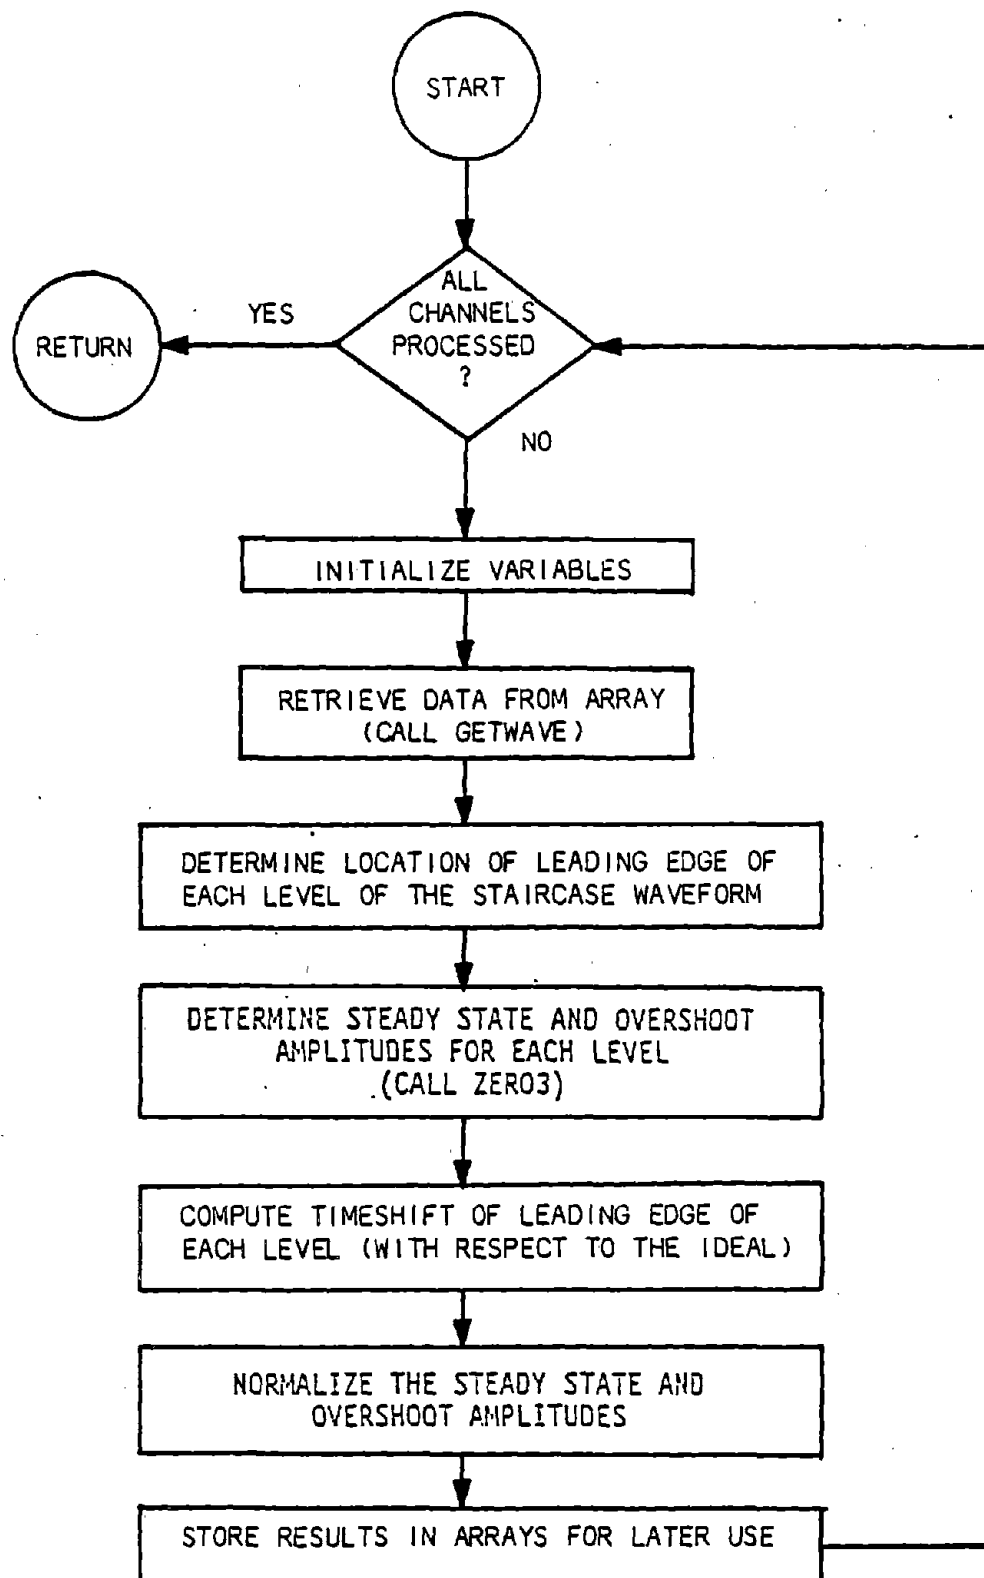 START
ALL
CHANNELS
PROCESSED
?
YES
RETURN
NO
INITIALIZE VARIABLES
RETRIEVE DATA FROM ARRAY
(CALL GETWAVE)
DETERMINE LOCATION OF LEADING EDGE OF
EACH LEVEL OF THE STAIRCASE WAVEFORM
DETERMINE STEADY STATE AND OVERSHOOT
AMPLITUDES FOR EACH LEVEL
(CALL ZERO3)
COMPUTE TIMESHIFT OF LEADING EDGE OF
EACH LEVEL (WITH RESPECT TO THE IDEAL)
NORMALIZE THE STEADY STATE AND
OVERSHOOT AMPLITUDES
STORE RESULTS IN ARRAYS FOR LATER USE